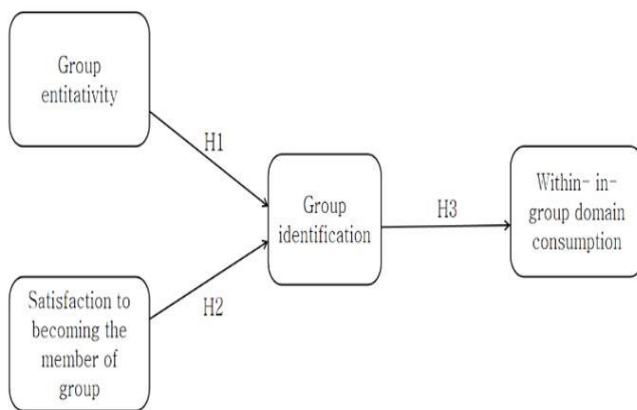 Group
entitativity
H1
Group
identification
H3
Within- in-
group domain
consumption
H2
Satisfaction to
becoming the
member of
group